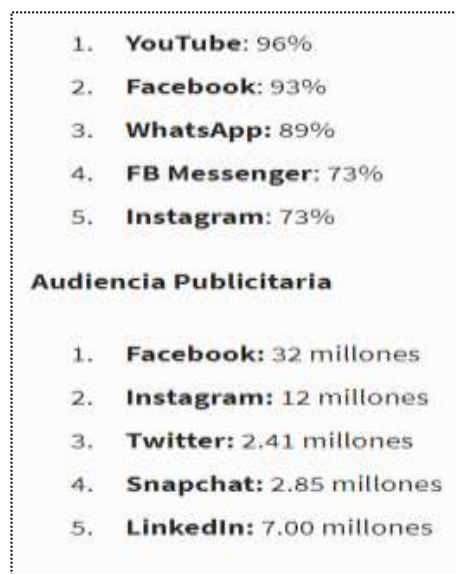 1. YouTube: 96%
2. Facebook: 93%
3. WhatsApp: 89%
4. FB Messenger: 73%
5. Instagram: 73%
Audiencia Publicitaria
1. Facebook: 32 millones
2. Instagram: 12 millones
3. Twitter: 2.41 millones
4. Snapchat: 2.85 millones
5. LinkedIn: 7.00 millones